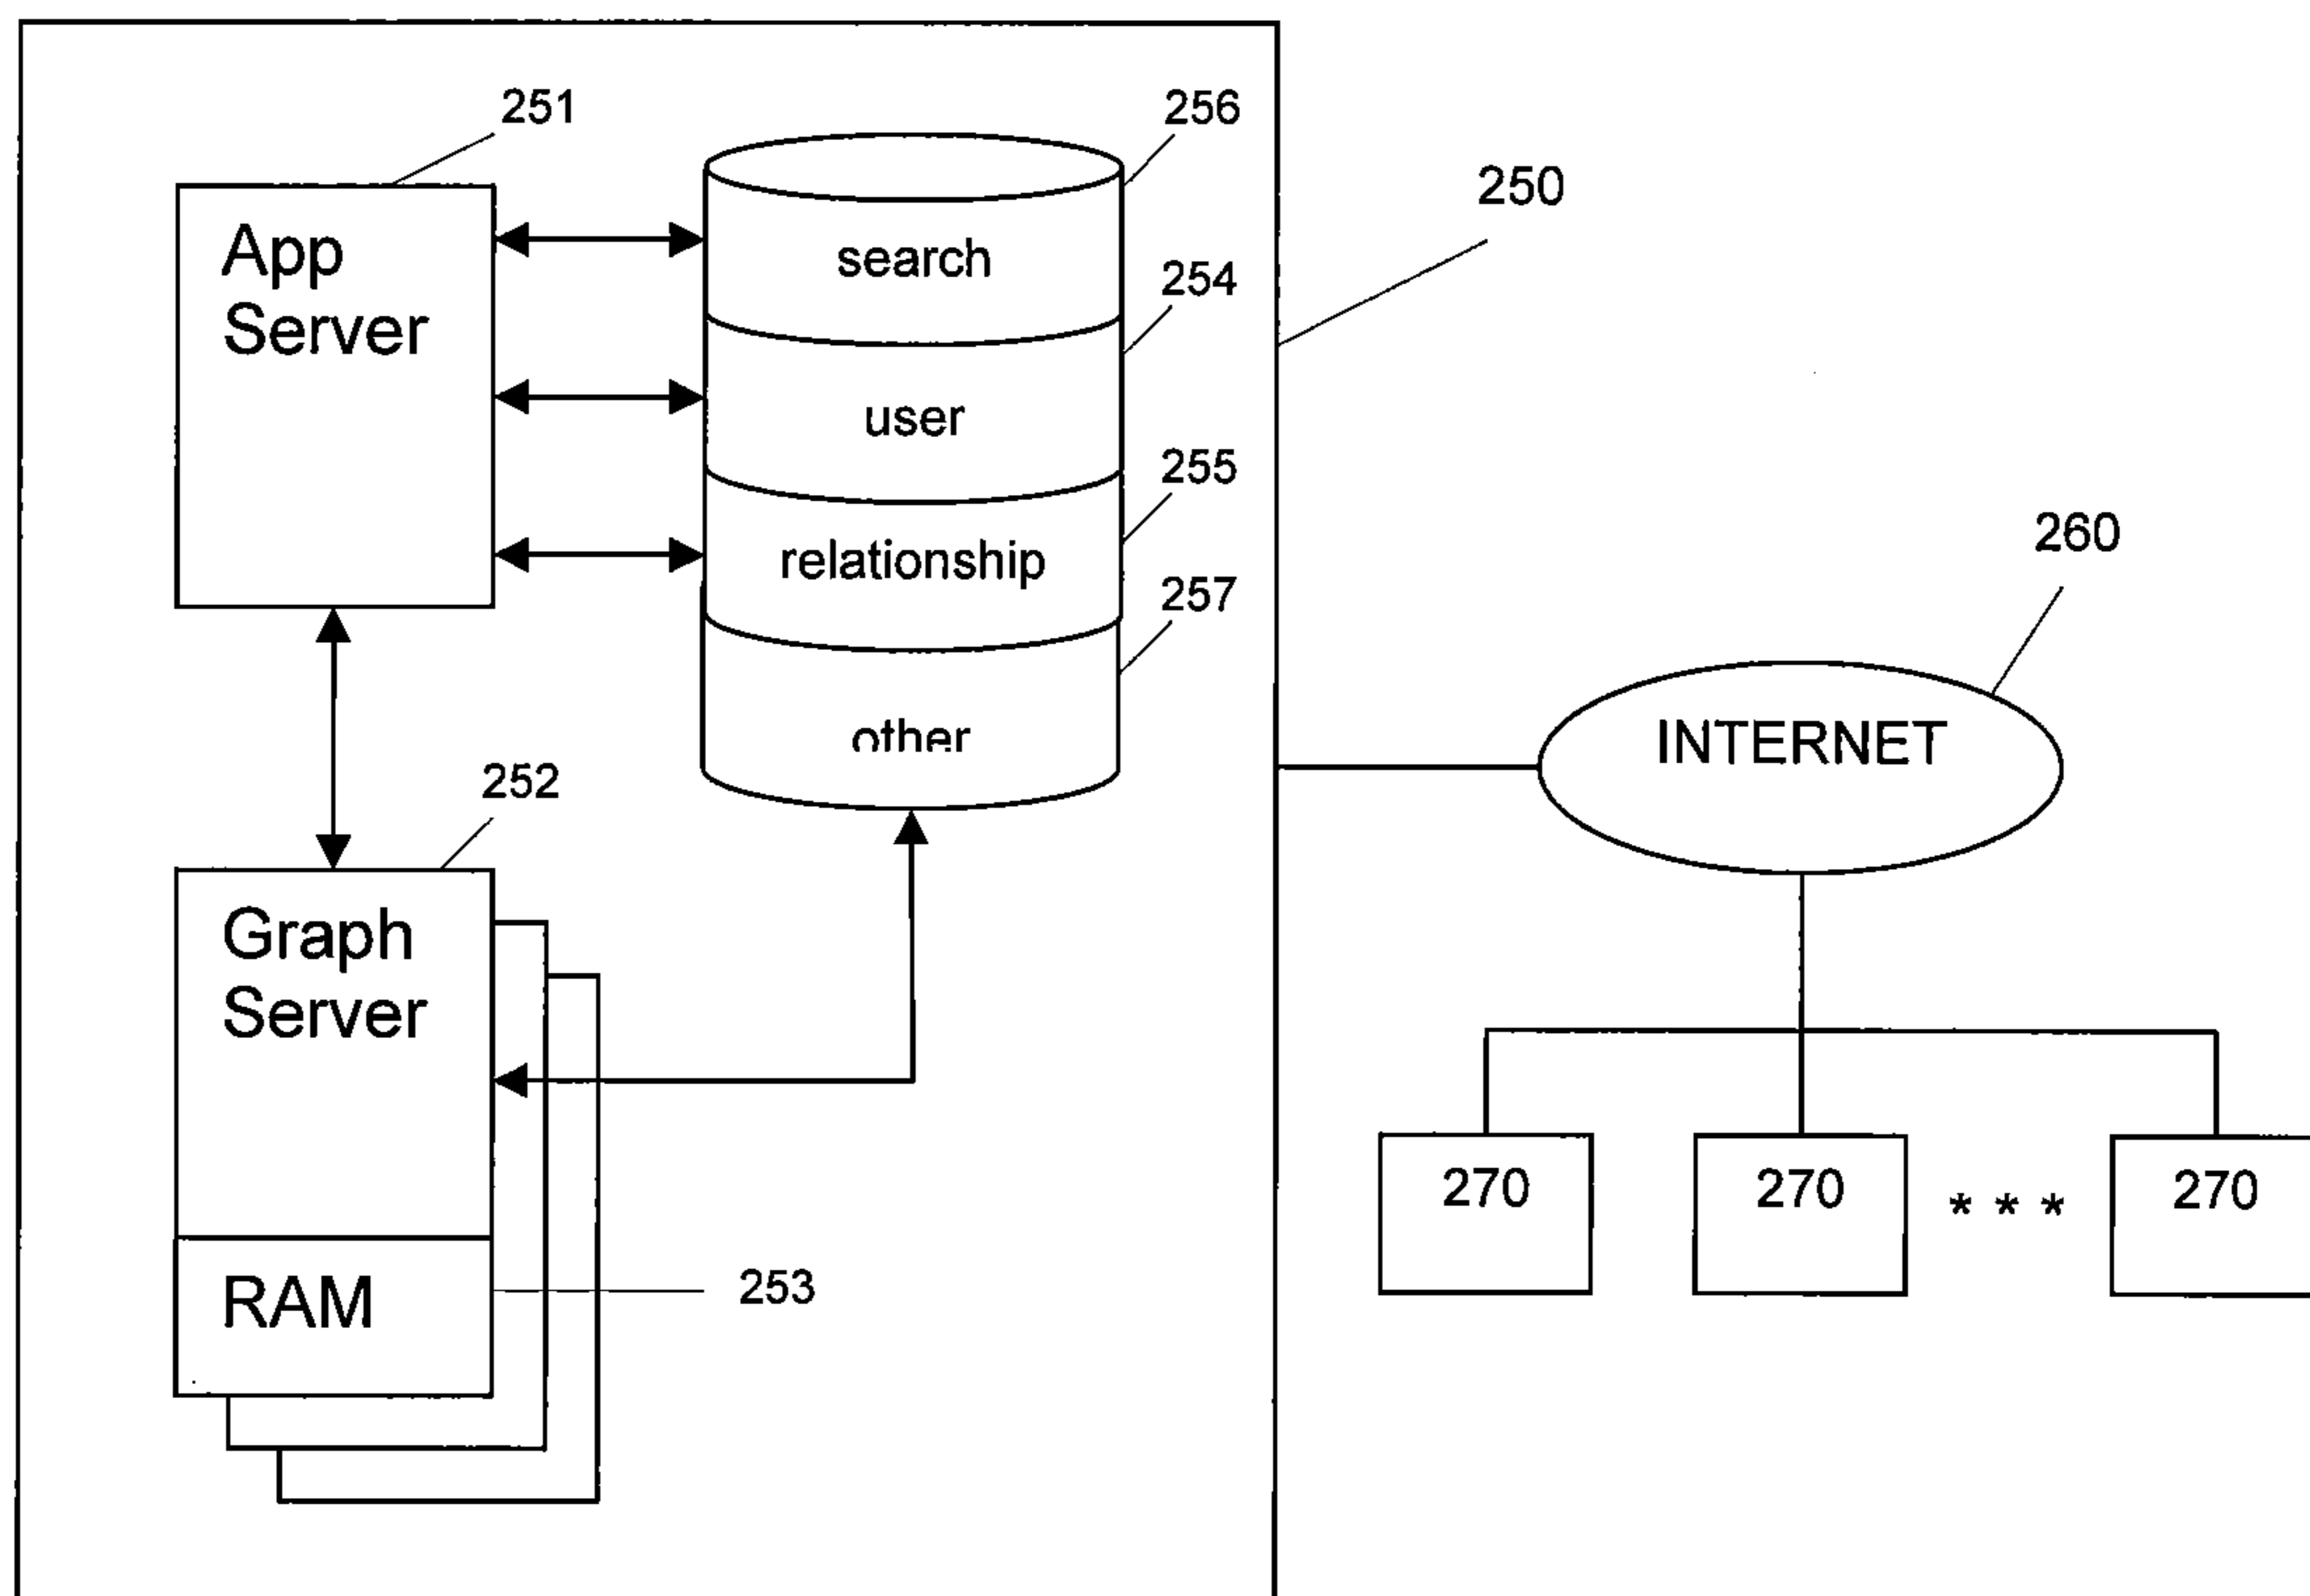 251
256
250
App
Server
search
254
user
255
relationship
257
other
260
INTERNET
252
Graph
Server
RAM
253
270
270
* * *
270